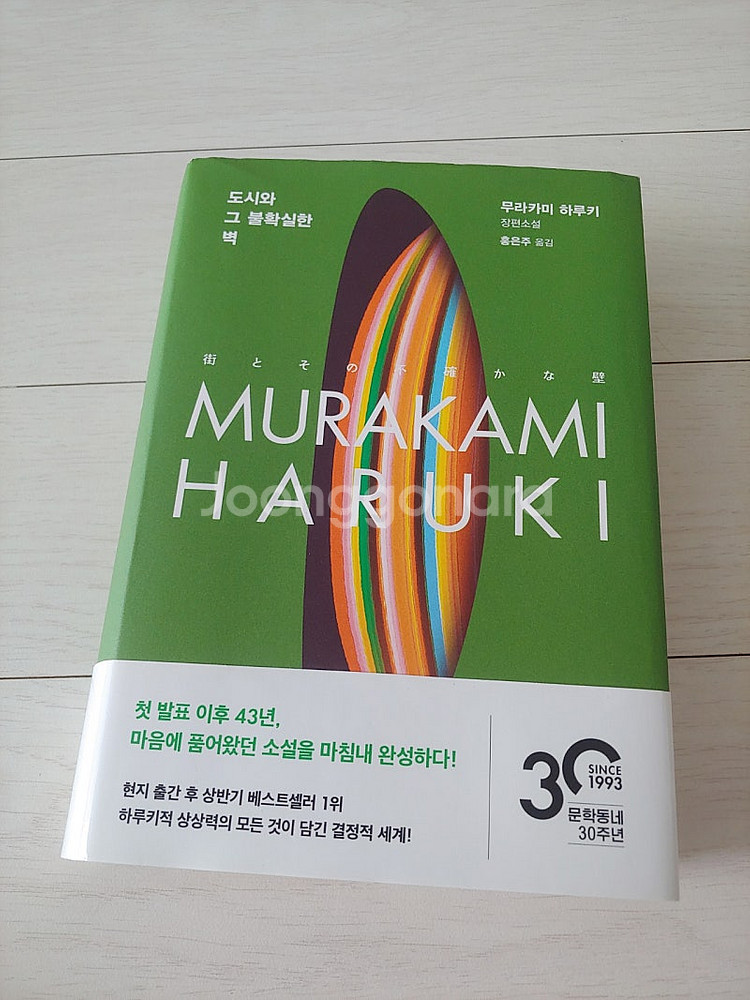 도시와
그 불확실한
벽
무라카미 하루키
장편소설
홍은주 옮김
街とその不確かな壁
MURAKAMI
HARUKI
Joonggonara
첫 발표 이후 43년,
마음에 품어왔던 소설을 마침내 완성하다!
현지 출간 후 상반기 베스트셀러 1위
하루키적 상상력의 모든 것이 담긴 결정적 세계!
30
SINCE
1993
문학동네
30주년